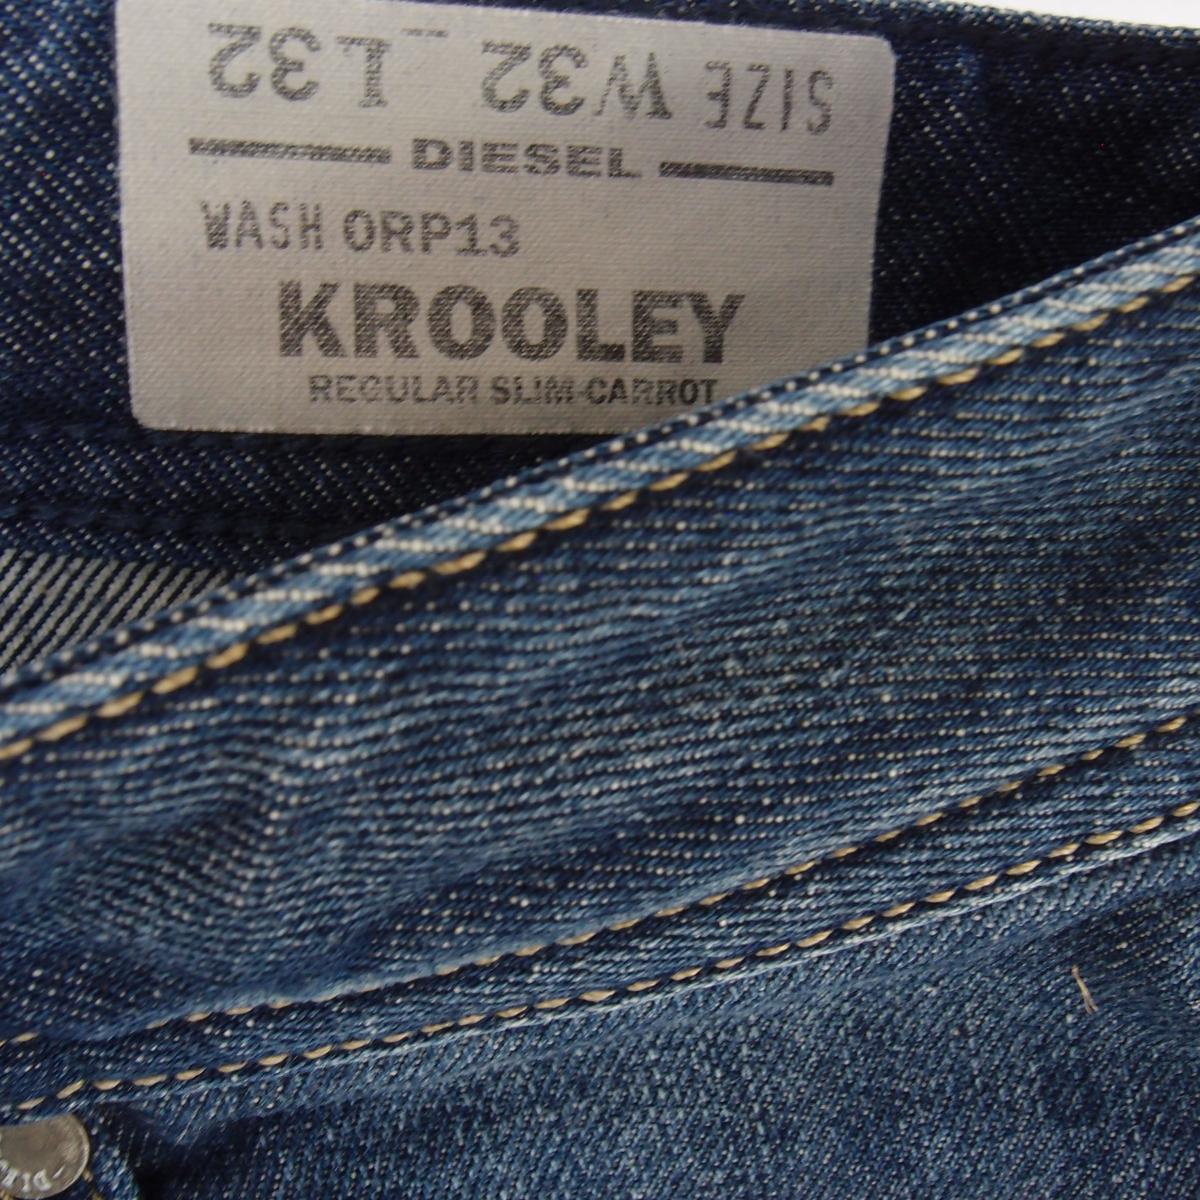 SIZE W32 L32
DIESEL
WASH 0RP13
KROOLEY
REGULAR SLIM-CARROT